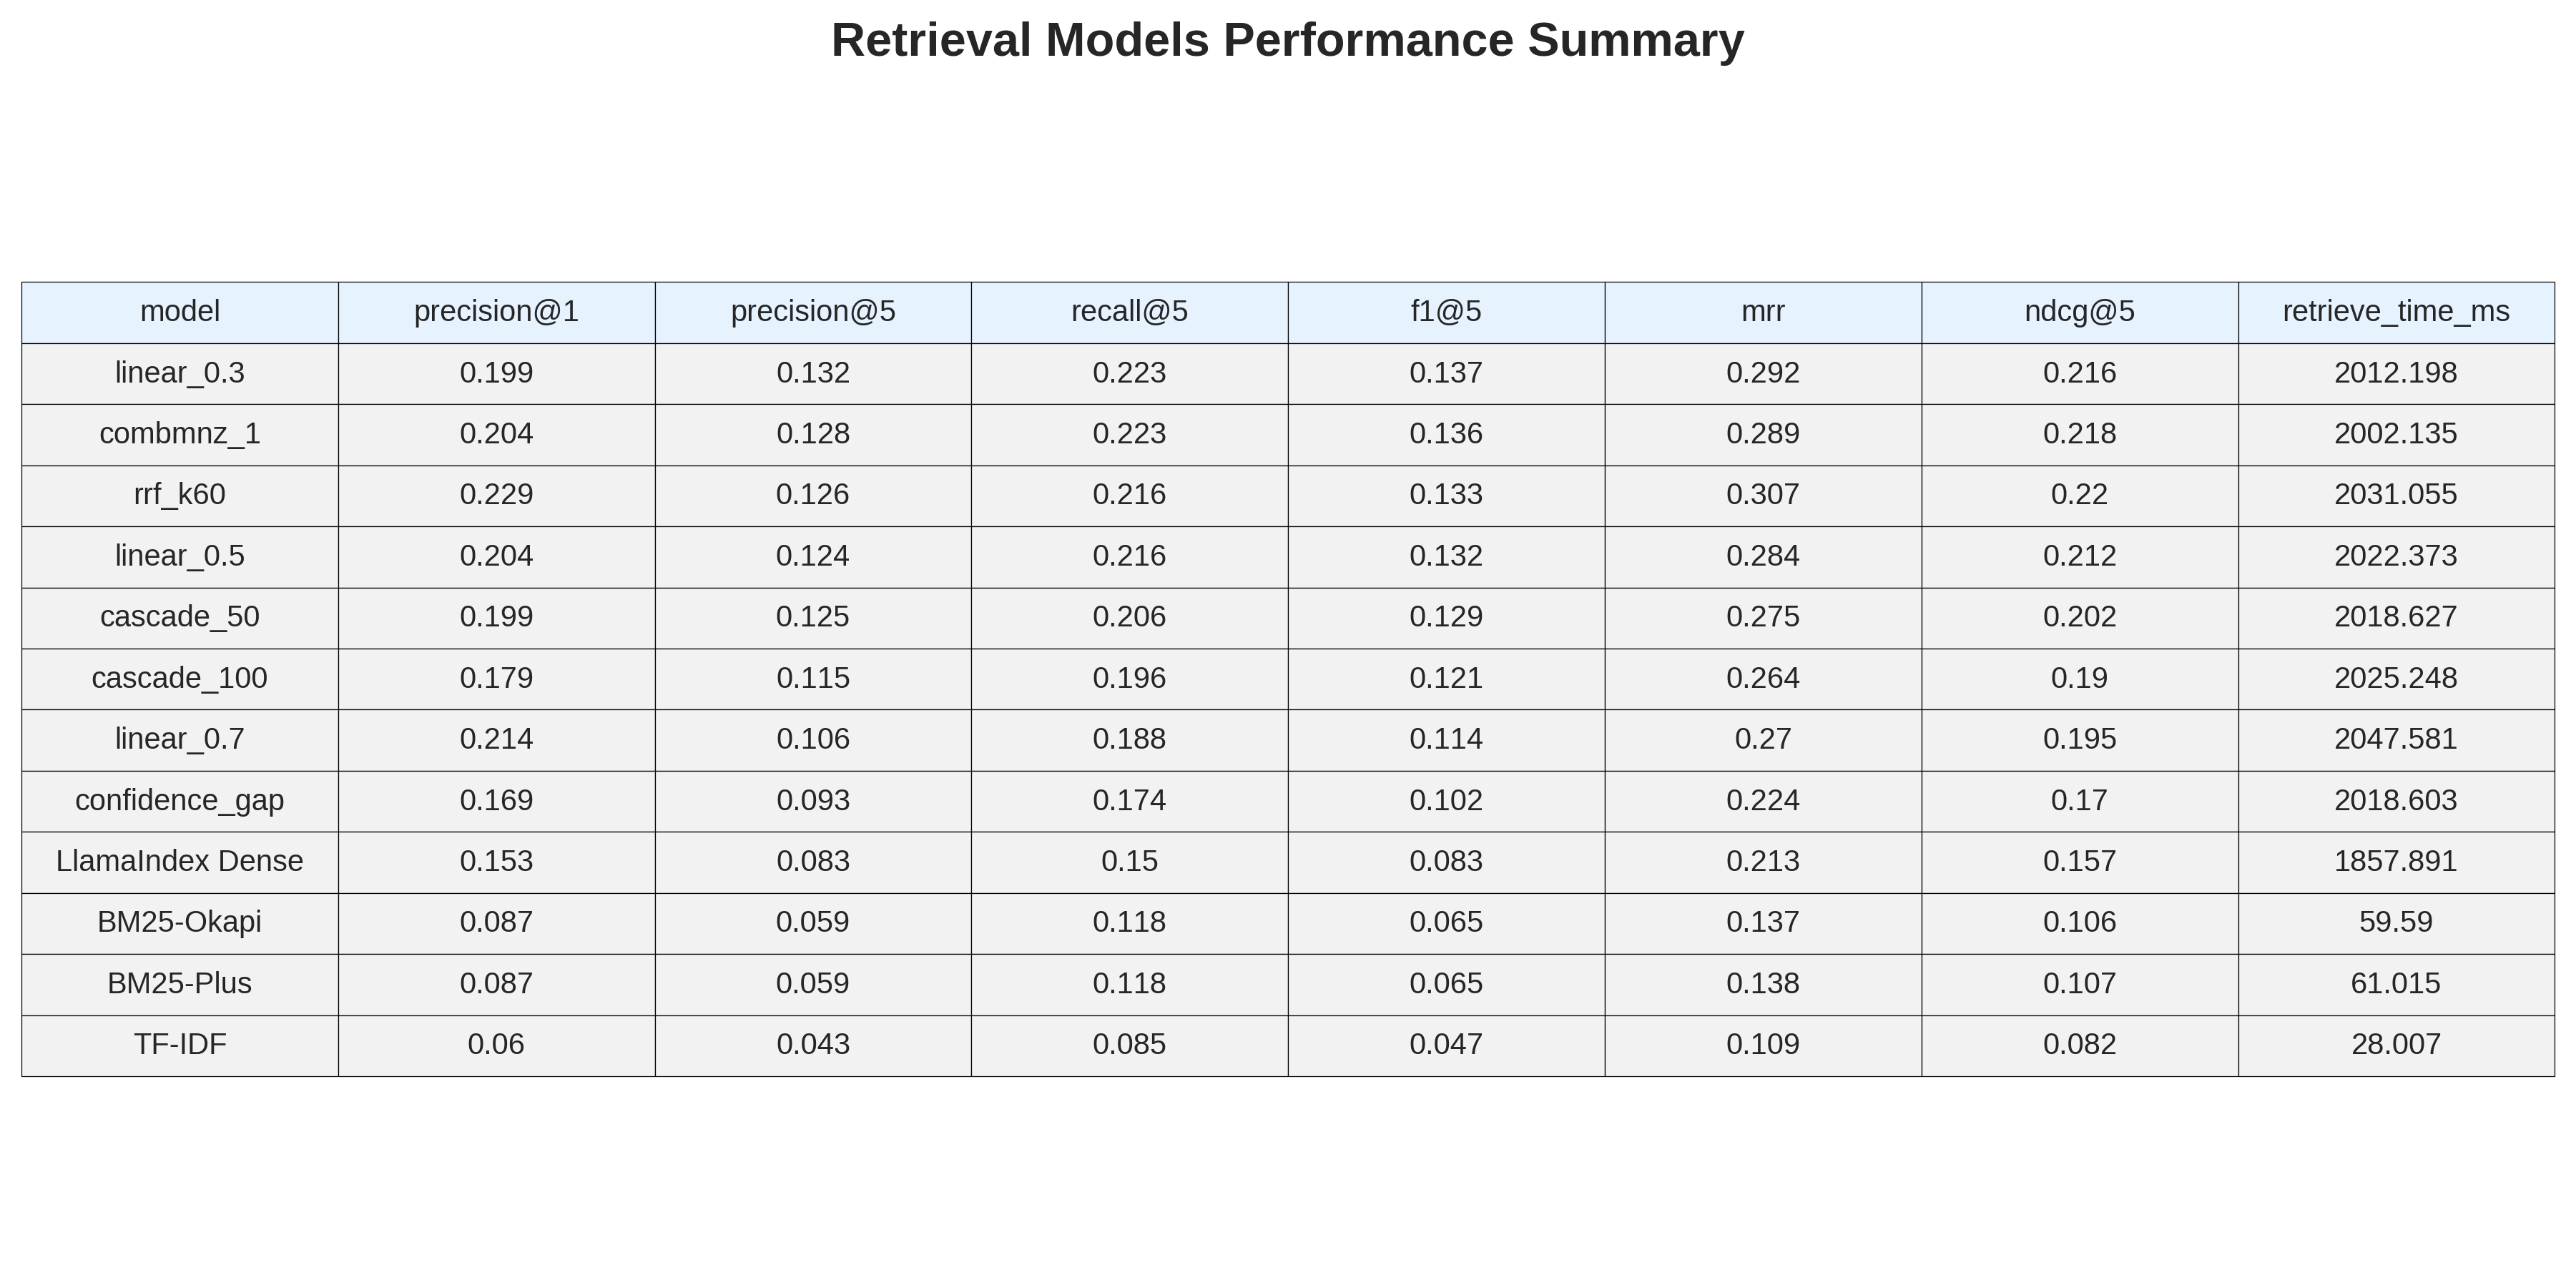 Retrieval Models Performance Summary
model precision@1 precision@5 recall@5 f1@5 mrr ndcg@5 retrieve_time_ms
linear_0.3 0.199 0.132 0.223 0.137 0.292 0.216 2012.198
combmnz_1 0.204 0.128 0.223 0.136 0.289 0.218 2002.135
rrf_k60 0.229 0.126 0.216 0.133 0.307 0.22 2031.055
linear_0.5 0.204 0.124 0.216 0.132 0.284 0.212 2022.373
cascade_50 0.199 0.125 0.206 0.129 0.275 0.202 2018.627
cascade_100 0.179 0.115 0.196 0.121 0.264 0.19 2025.248
linear_0.7 0.214 0.106 0.188 0.114 0.27 0.195 2047.581
confidence_gap 0.169 0.093 0.174 0.102 0.224 0.17 2018.603
LlamaIndex Dense 0.153 0.083 0.15 0.083 0.213 0.157 1857.891
BM25-Okapi 0.087 0.059 0.118 0.065 0.137 0.106 59.59
BM25-Plus 0.087 0.059 0.118 0.065 0.138 0.107 61.015
TF-IDF 0.06 0.043 0.085 0.047 0.109 0.082 28.007